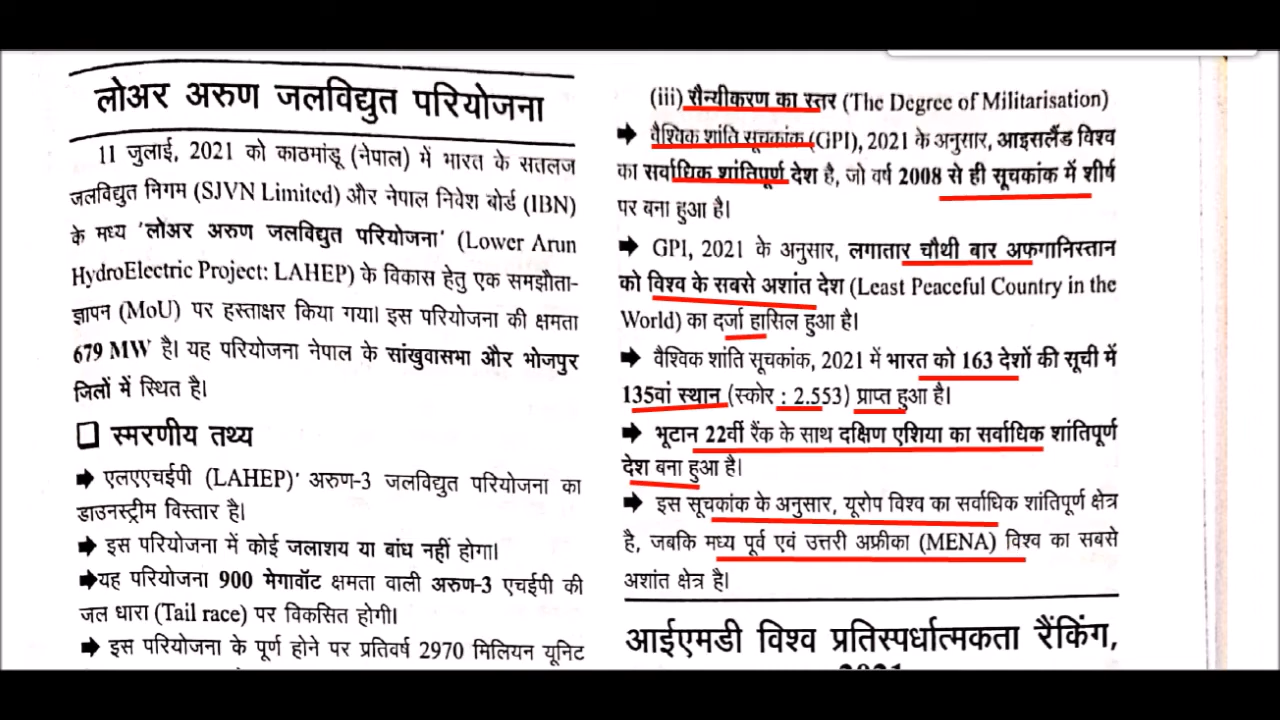 लोअर अरुण जलविद्युत परियोजना
11 जुलाई, 2021 को काठमांडू (नेपाल) में भारत के सतलज
जलविद्युत निगम (SJVN Limited) और नेपाल निवेश बोर्ड (IBN)
के मध्य 'लोअर अरुण जलविद्युत परियोजना' (Lower Arun
HydroElectric Project: LAHEP) के विकास हेतु एक समझौता-
ज्ञापन (MoU) पर हस्ताक्षर किया गया। इस परियोजना की क्षमता
679 MW है। यह परियोजना नेपाल के सांखुवासभा और भोजपुर
जिलों में स्थित है।
❑ स्मरणीय तथ्य
➡ एलएएचईपी (LAHEP)' अरुण-3 जलविद्युत परियोजना का
डाउनस्ट्रीम विस्तार है।
➡ इस परियोजना में कोई जलाशय या बांध नहीं होगा।
➡यह परियोजना 900 मेगावॉट क्षमता वाली अरुण-3 एचईपी की
जल धारा (Tail race) पर विकसित होगी।
➡ इस परियोजना के पूर्ण होने पर प्रतिवर्ष 2970 मिलियन यूनिट
(iii) सैन्यीकरण का स्तर (The Degree of Militarisation)
➡ वैश्विक शांति सूचकांक (GPI), 2021 के अनुसार, आइसलैंड विश्व
का सर्वाधिक शांतिपूर्ण देश है, जो वर्ष 2008 से ही सूचकांक में शीर्ष
पर बना हुआ है।
➡ GPI, 2021 के अनुसार, लगातार चौथी बार अफगानिस्तान
को विश्व के सबसे अशांत देश (Least Peaceful Country in the
World) का दर्जा हासिल हुआ है।
➡ वैश्विक शांति सूचकांक, 2021 में भारत को 163 देशों की सूची में
135वां स्थान (स्कोर : 2.553) प्राप्त हुआ है।
➡ भूटान 22वीं रैंक के साथ दक्षिण एशिया का सर्वाधिक शांतिपूर्ण
देश बना हुआ है।
➡ इस सूचकांक के अनुसार, यूरोप विश्व का सर्वाधिक शांतिपूर्ण क्षेत्र
है, जबकि मध्य पूर्व एवं उत्तरी अफ्रीका (MENA) विश्व का सबसे
अशांत क्षेत्र है।
आईएमडी विश्व प्रतिस्पर्धात्मकता रैंकिंग,
2021